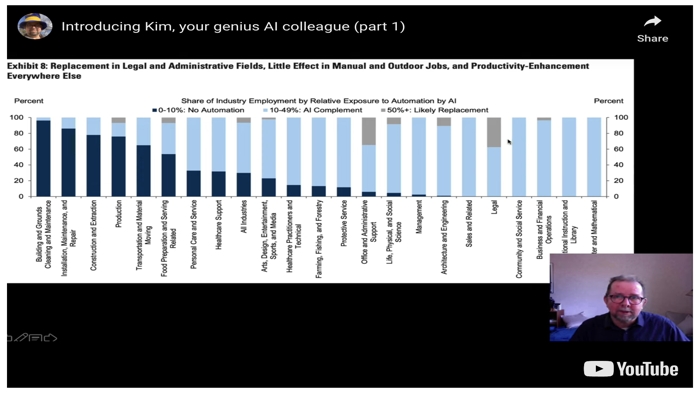 Introducing Kim, your genius AI colleague (part 1)
Share
Exhibit 8: Replacement in Legal and Administrative Fields, Little Effect in Manual and Outdoor Jobs, and Productivity-Enhancement
Everywhere Else
Percent
Share of Industry Employment by Relative Exposure to Automation by AI
Percent
0-10%: No Automation
10-49%: AI Complement
50%+: Likely Replacement
100
80
60
40
20
0
100
80
60
40
20
0
Building and Grounds
Cleaning and Maintenance
Installation, Maintenance, and
Repair
Construction and Extraction
Production
Transportation and Material
Moving
Food Preparation and Serving
Related
Personal Care and Service
Healthcare Support
All Industries
Arts, Design, Entertainment,
Sports, and Media
Healthcare Practitioners and
Technical
Farming, Fishing, and Forestry
Protective Service
Office and Administrative
Support
Life, Physical, and Social
Science
Management
Architecture and Engineering
Sales and Related
Legal
Community and Social Service
Business and Financial
Operations
tional Instruction and
Library
ter and Mathematical
YouTube